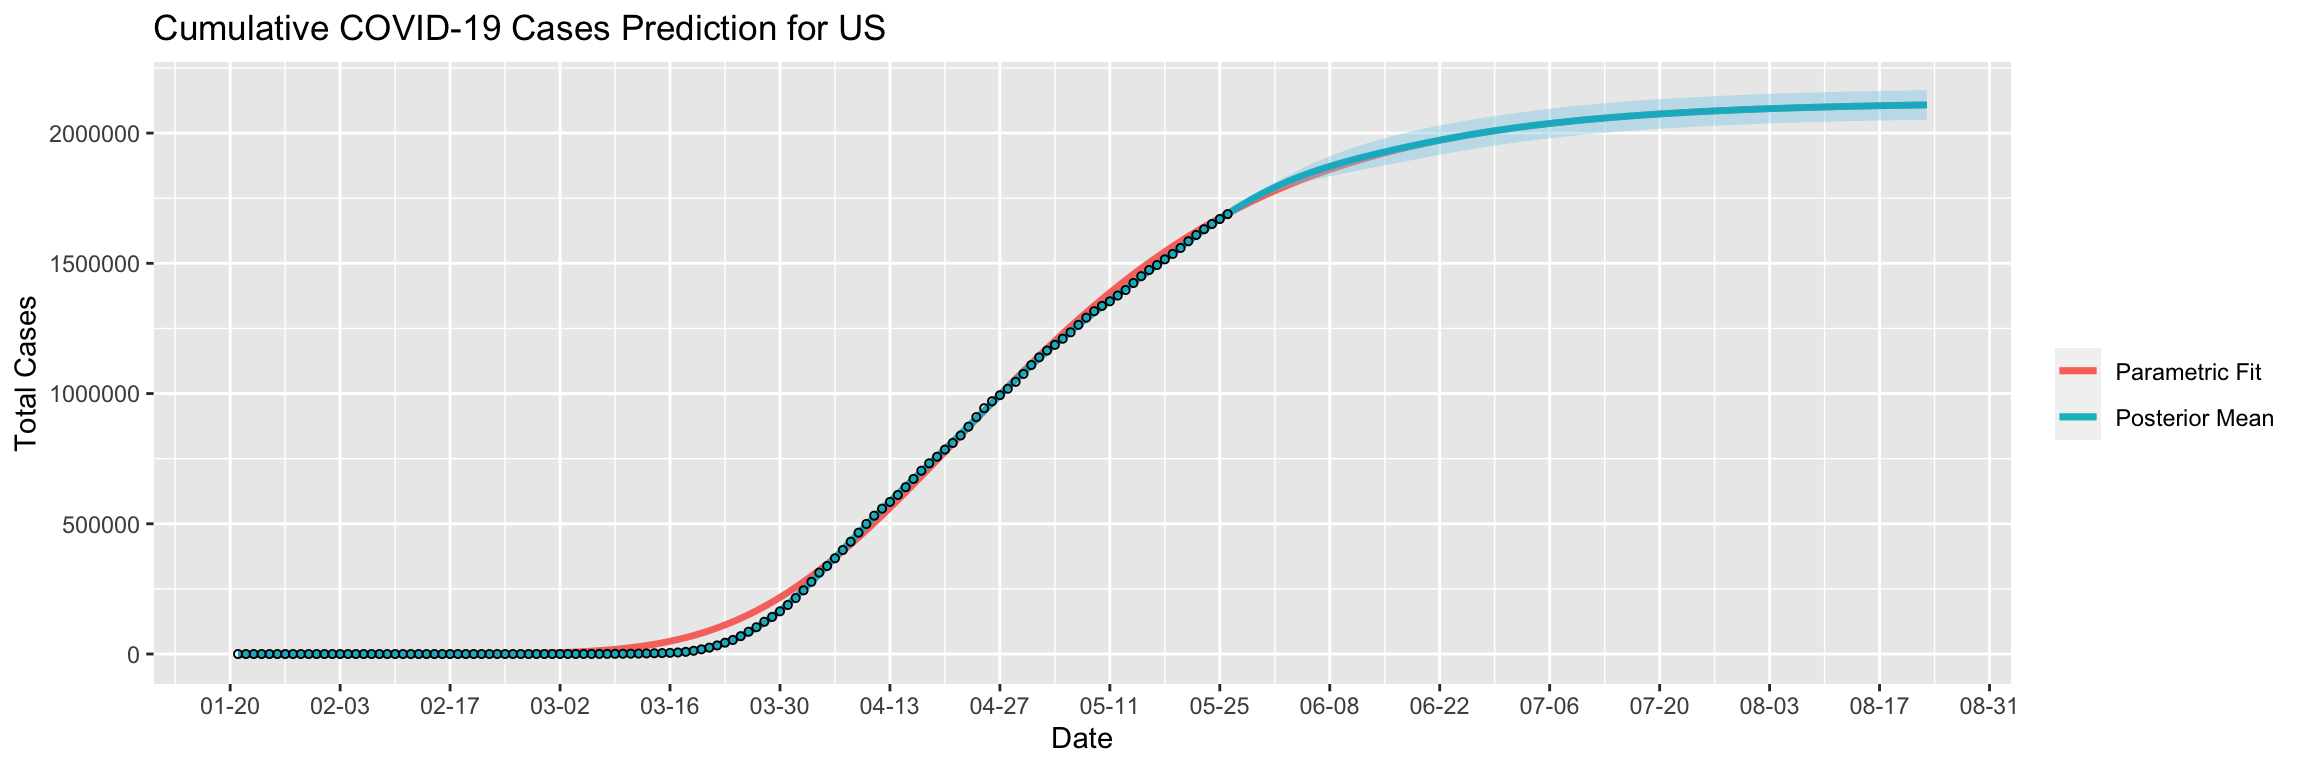 Cumulative COVID-19 Cases Prediction for US
Total Cases
2000000
1500000
1000000
500000
0
01-20 02-03 02-17 03-02 03-16 03-30 04-13 04-27 05-11 05-25 06-08 06-22 07-06 07-20 08-03 08-17 08-31
Date
Parametric Fit
Posterior Mean